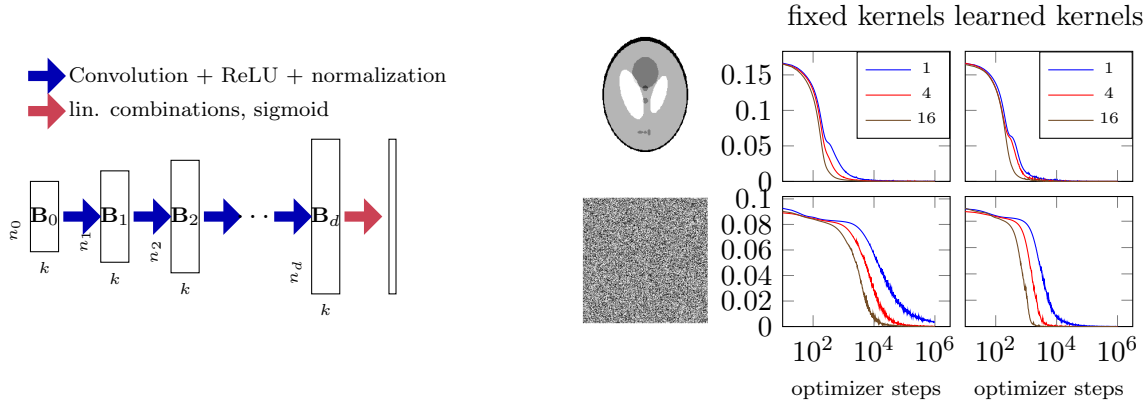 Convolution + ReLU + normalization
lin. combinations, sigmoid
B0 B1 B2 · · · Bd
n0 n1 n2 nd
k k k k
fixed kernels learned kernels
0.15
0.1
0.05
0
1
4
16
1
4
16
0.1
0.08
0.06
0.04
0.02
0
10^2 10^4 10^6 10^2 10^4 10^6
optimizer steps optimizer steps